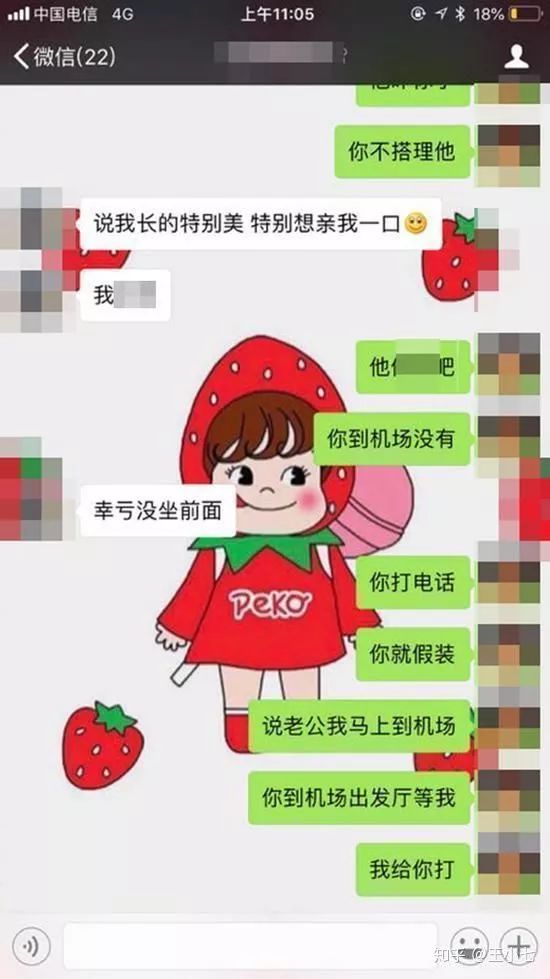 中国电信 4G 上午11:05 18%
微信(22)
你不搭理他
说我长的特别美 特别想亲我一口
我
他 吧
你到机场没有
幸亏没坐前面
PeKO
你打电话
你就假装
说老公我马上到机场
你到机场出发厅等我
我给你打
知乎 @王小七